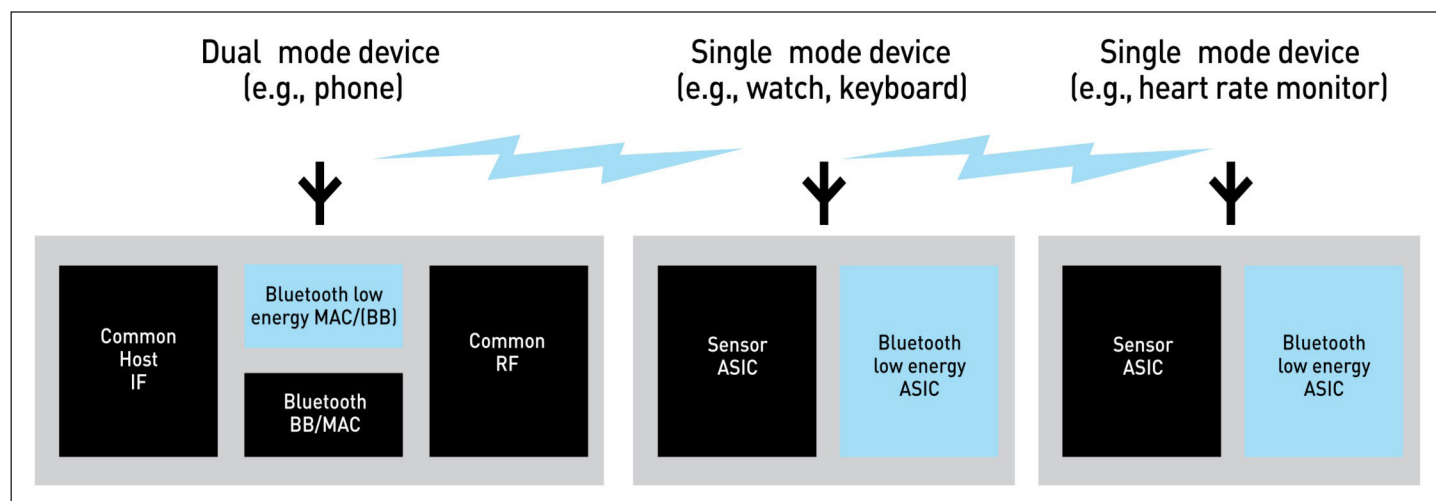 Dual mode device
(e.g., phone)
Single mode device
(e.g., watch, keyboard)
Single mode device
(e.g., heart rate monitor)
Common
Host
IF
Bluetooth low
energy MAC/(BB)
Bluetooth
BB/MAC
Common
RF
Sensor
ASIC
Bluetooth
low energy
ASIC
Sensor
ASIC
Bluetooth
low energy
ASIC